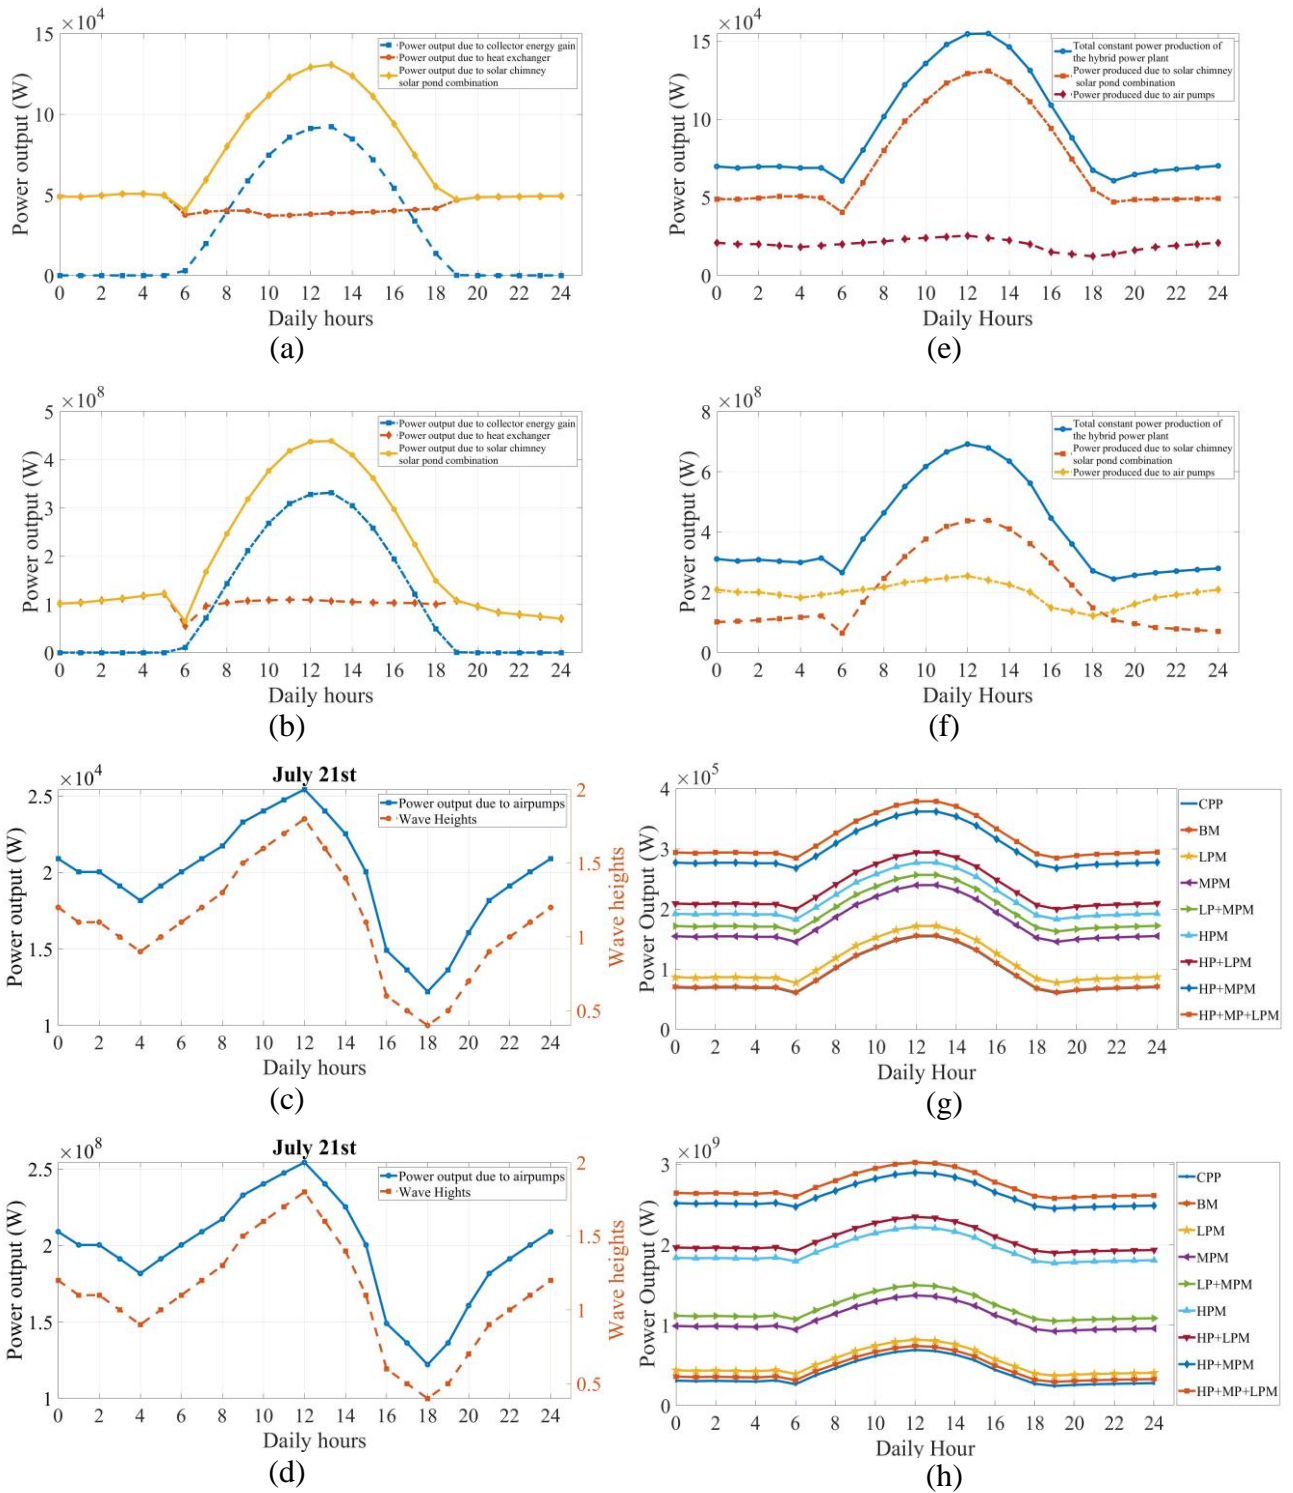 ×10⁴
15
10
5
0
Power output (W)
Power output due to collector energy gain
Power output due to heat exchanger
Power output due to solar chimney
solar pond combination
0 2 4 6 8 10 12 14 16 18 20 22 24
Daily hours
(a)
×10⁴
15
10
5
0
Power output (W)
Total constant power production of
the hybrid power plant
Power produced due to solar chimney
solar pond combination
Power produced due to air pumps
0 2 4 6 8 10 12 14 16 18 20 22 24
Daily Hours
(e)
×10⁸
5
4
3
2
1
0
Power output (W)
Power output due to collector energy gain
Power output due to heat exchanger
Power output due to solar chimney
solar pond combination
0 2 4 6 8 10 12 14 16 18 20 22 24
Daily hours
(b)
×10⁸
8
6
4
2
0
Power output (W)
Total constant power production of
the hybrid power plant
Power produced due to solar chimney
solar pond combination
Power produced due to air pumps
0 2 4 6 8 10 12 14 16 18 20 22 24
Daily Hours
(f)
July 21st
×10⁴
2.5
2
1.5
1
Power output (W)
Power output due to airpumps
Wave Heights
2
1.5
1
0.5
Wave heights
0 2 4 6 8 10 12 14 16 18 20 22 24
Daily hours
(c)
×10⁵
4
3
2
1
0
Power Output (W)
CPP
BM
LPM
MPM
LP+MPM
HPM
HP+LPM
HP+MPM
HP+MP+LPM
0 2 4 6 8 10 12 14 16 18 20 22 24
Daily Hour
(g)
July 21st
×10⁸
2.5
2
1.5
1
Power output (W)
Power output due to airpumps
Wave Hights
2
1.5
1
0.5
Wave heights
0 2 4 6 8 10 12 14 16 18 20 22 24
Daily hours
(d)
×10⁹
3
2
1
0
Power Output (W)
CPP
BM
LPM
MPM
LP+MPM
HPM
HP+LPM
HP+MPM
HP+MP+LPM
0 2 4 6 8 10 12 14 16 18 20 22 24
Daily Hour
(h)